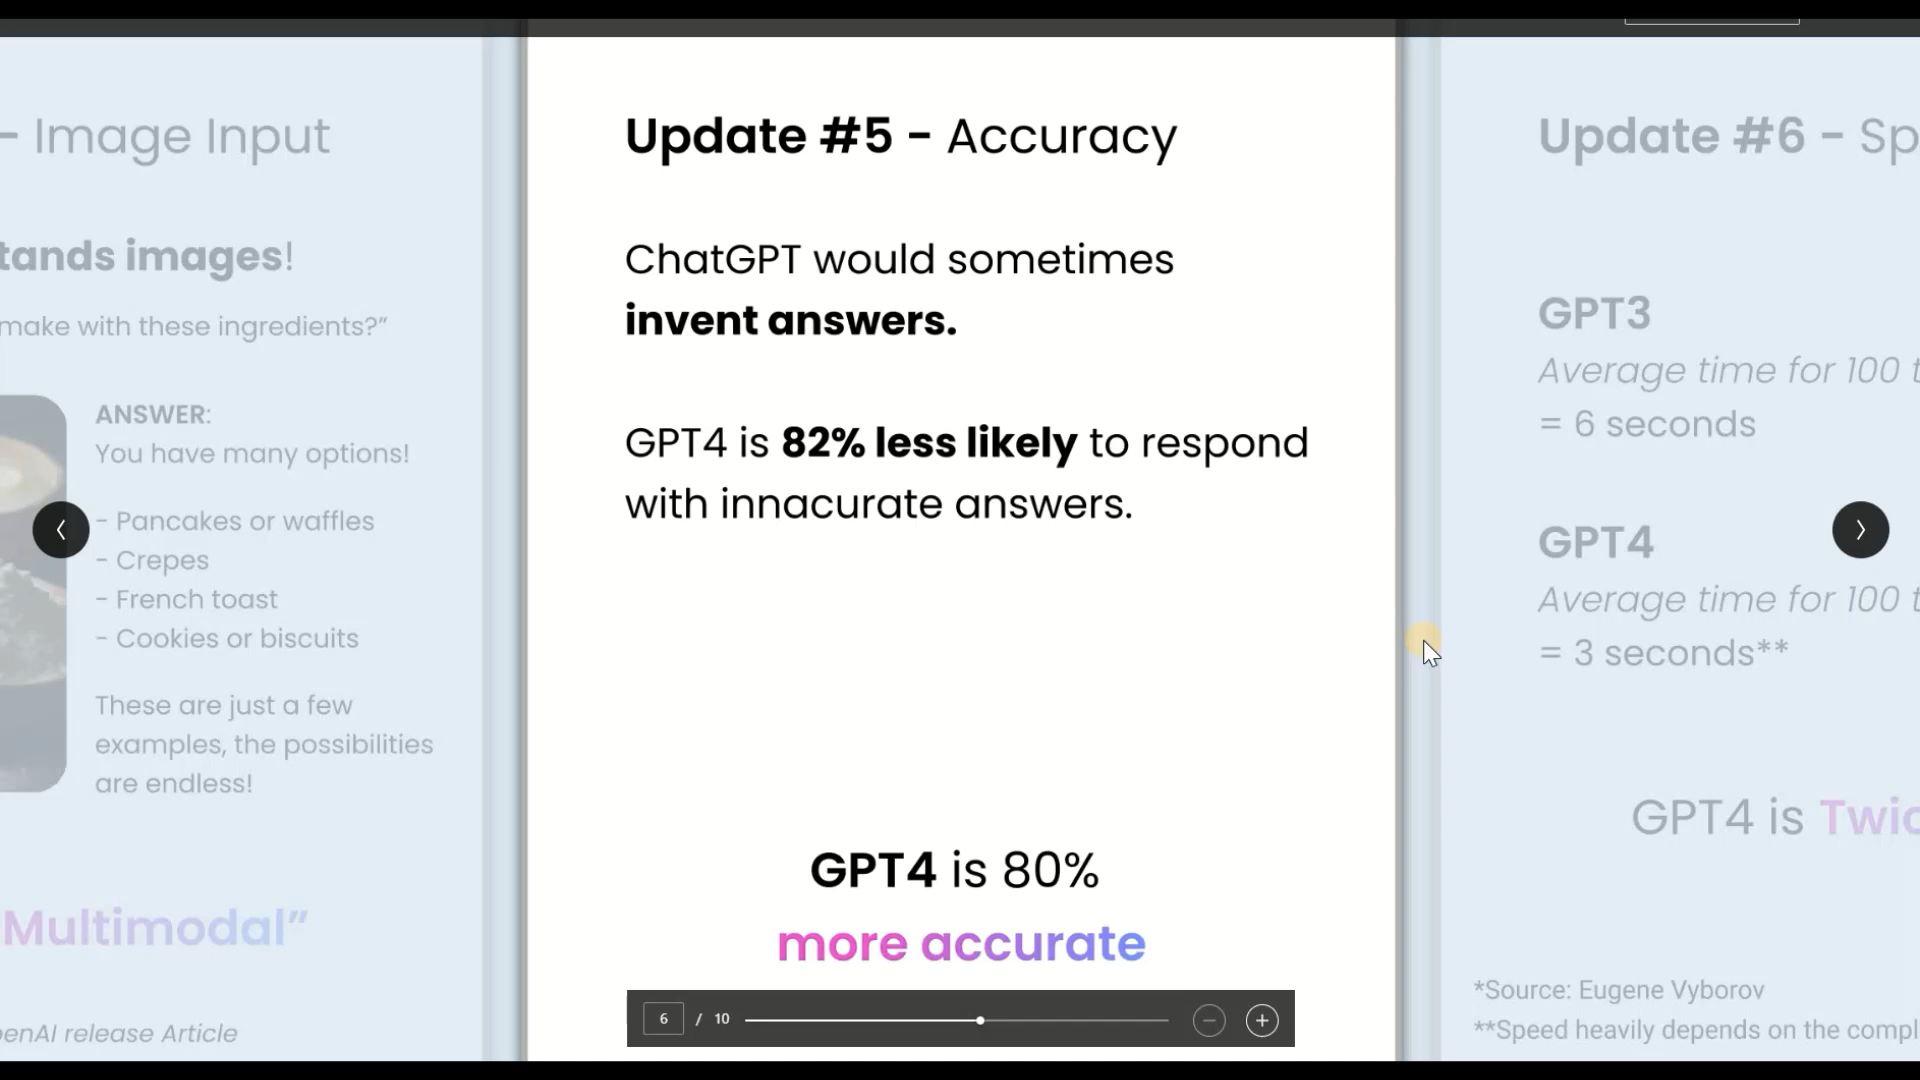 - Image Input
tands images!
make with these ingredients?”
ANSWER:
You have many options!
- Pancakes or waffles
- Crepes
- French toast
- Cookies or biscuits
These are just a few
examples, the possibilities
are endless!
Multimodal”
enAI release Article
Update #5 - Accuracy
ChatGPT would sometimes
invent answers.
GPT4 is 82% less likely to respond
with innacurate answers.
GPT4 is 80%
more accurate
6 / 10
Update #6 - Sp
GPT3
Average time for 100 t
= 6 seconds
GPT4
Average time for 100 t
= 3 seconds**
GPT4 is Twic
*Source: Eugene Vyborov
**Speed heavily depends on the compl